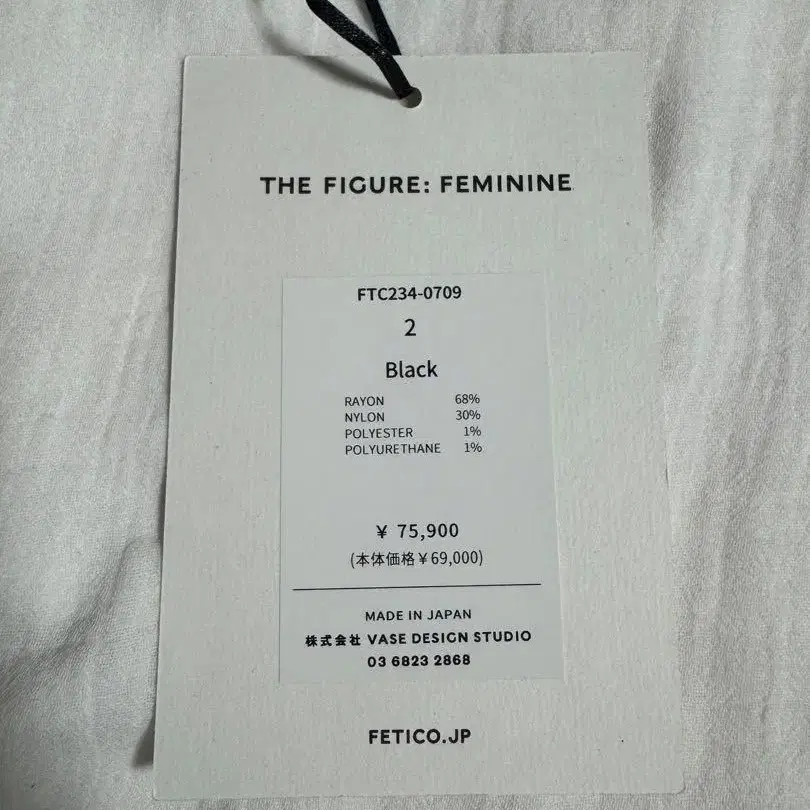 THE FIGURE: FEMININE
FTC234-0709
2
Black
RAYON 68%
NYLON 30%
POLYESTER 1%
POLYURETHANE 1%
¥ 75,900
(本体価格¥69,000)
MADE IN JAPAN
株式会社 VASE DESIGN STUDIO
03 6823 2868
FETICO.JP